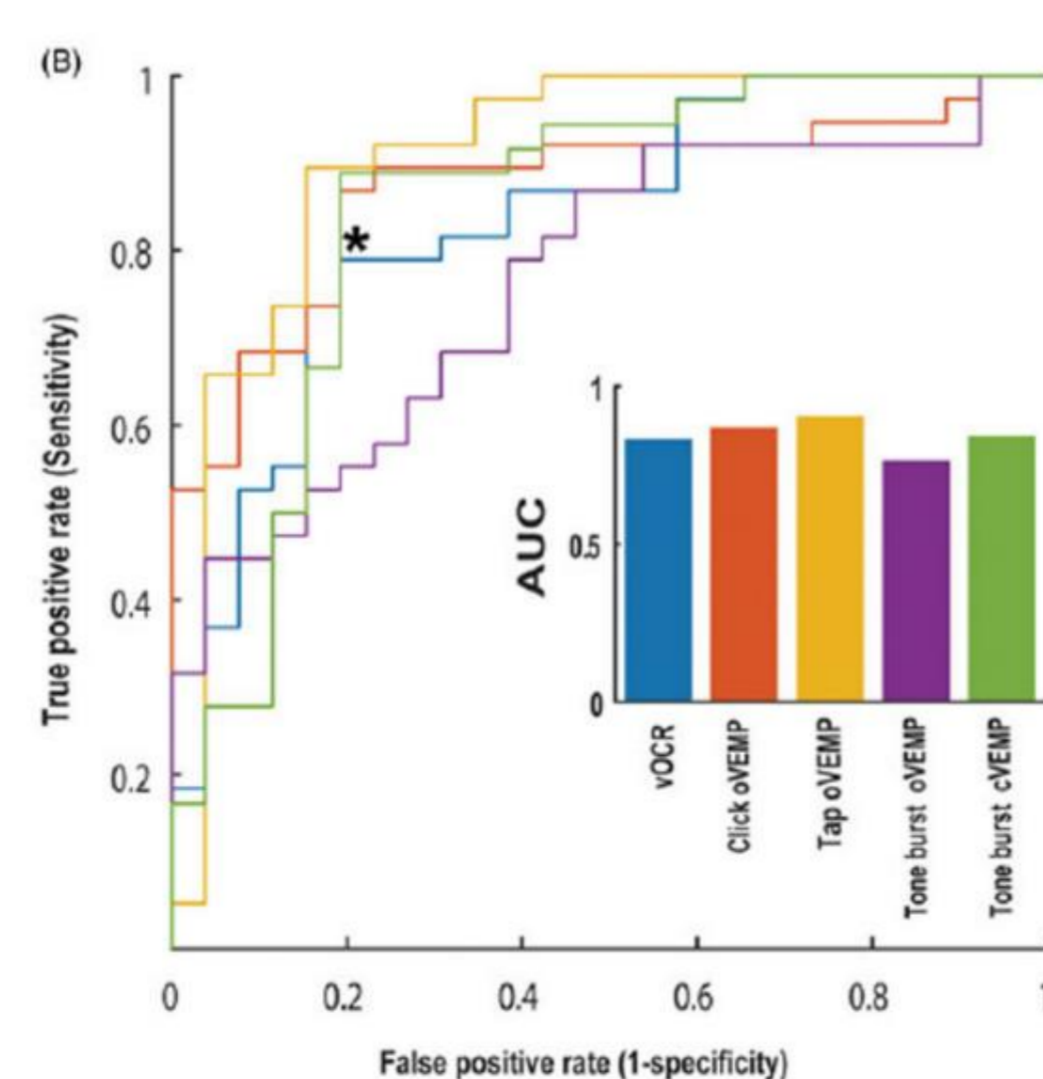 (B)
1
0.8
0.6
0.4
0.2
True positive rate (Sensitivity)
*
0
0.2
0.4
0.6
0.8
1
False positive rate (1-specificity)
1
0.5
0
AUC
vOCR
Click oVEMP
Tap oVEMP
Tone burst oVEMP
Tone burst cVEMP